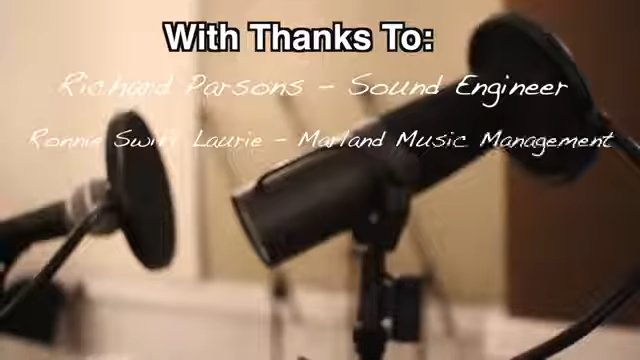 With Thanks To:
Richard Parsons - Sound Engineer
Ronnie Swift Laurie - Marland Music Management